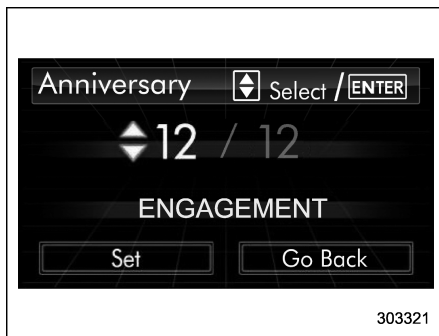 Anniversary Select / ENTER
12 / 12
ENGAGEMENT
Set Go Back
303321